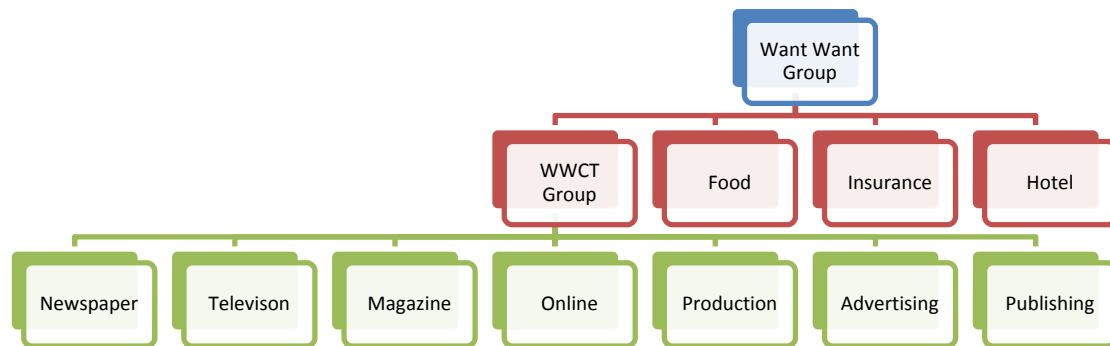 Want Want
Group
WWCT
Group
Food
Insurance
Hotel
Newspaper
Televison
Magazine
Online
Production
Advertising
Publishing